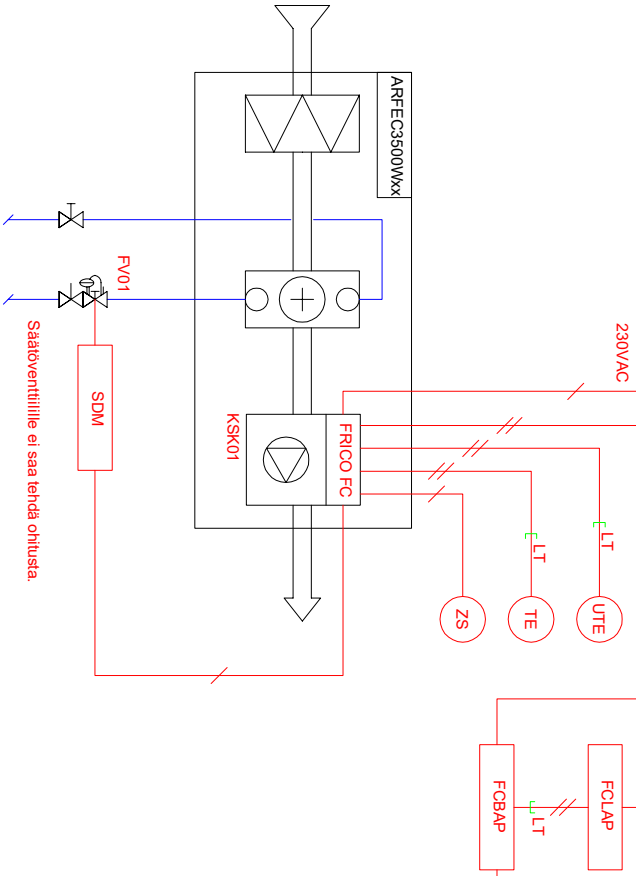 230VAC
LT
UTE
LT
TE
ZS
FCLAP
LT
FCBAP
ARFEC3500Wxx
FRICO FC
KSK01
FV01
SDM
Säätöventtiilille ei saa tehdä ohitusta.